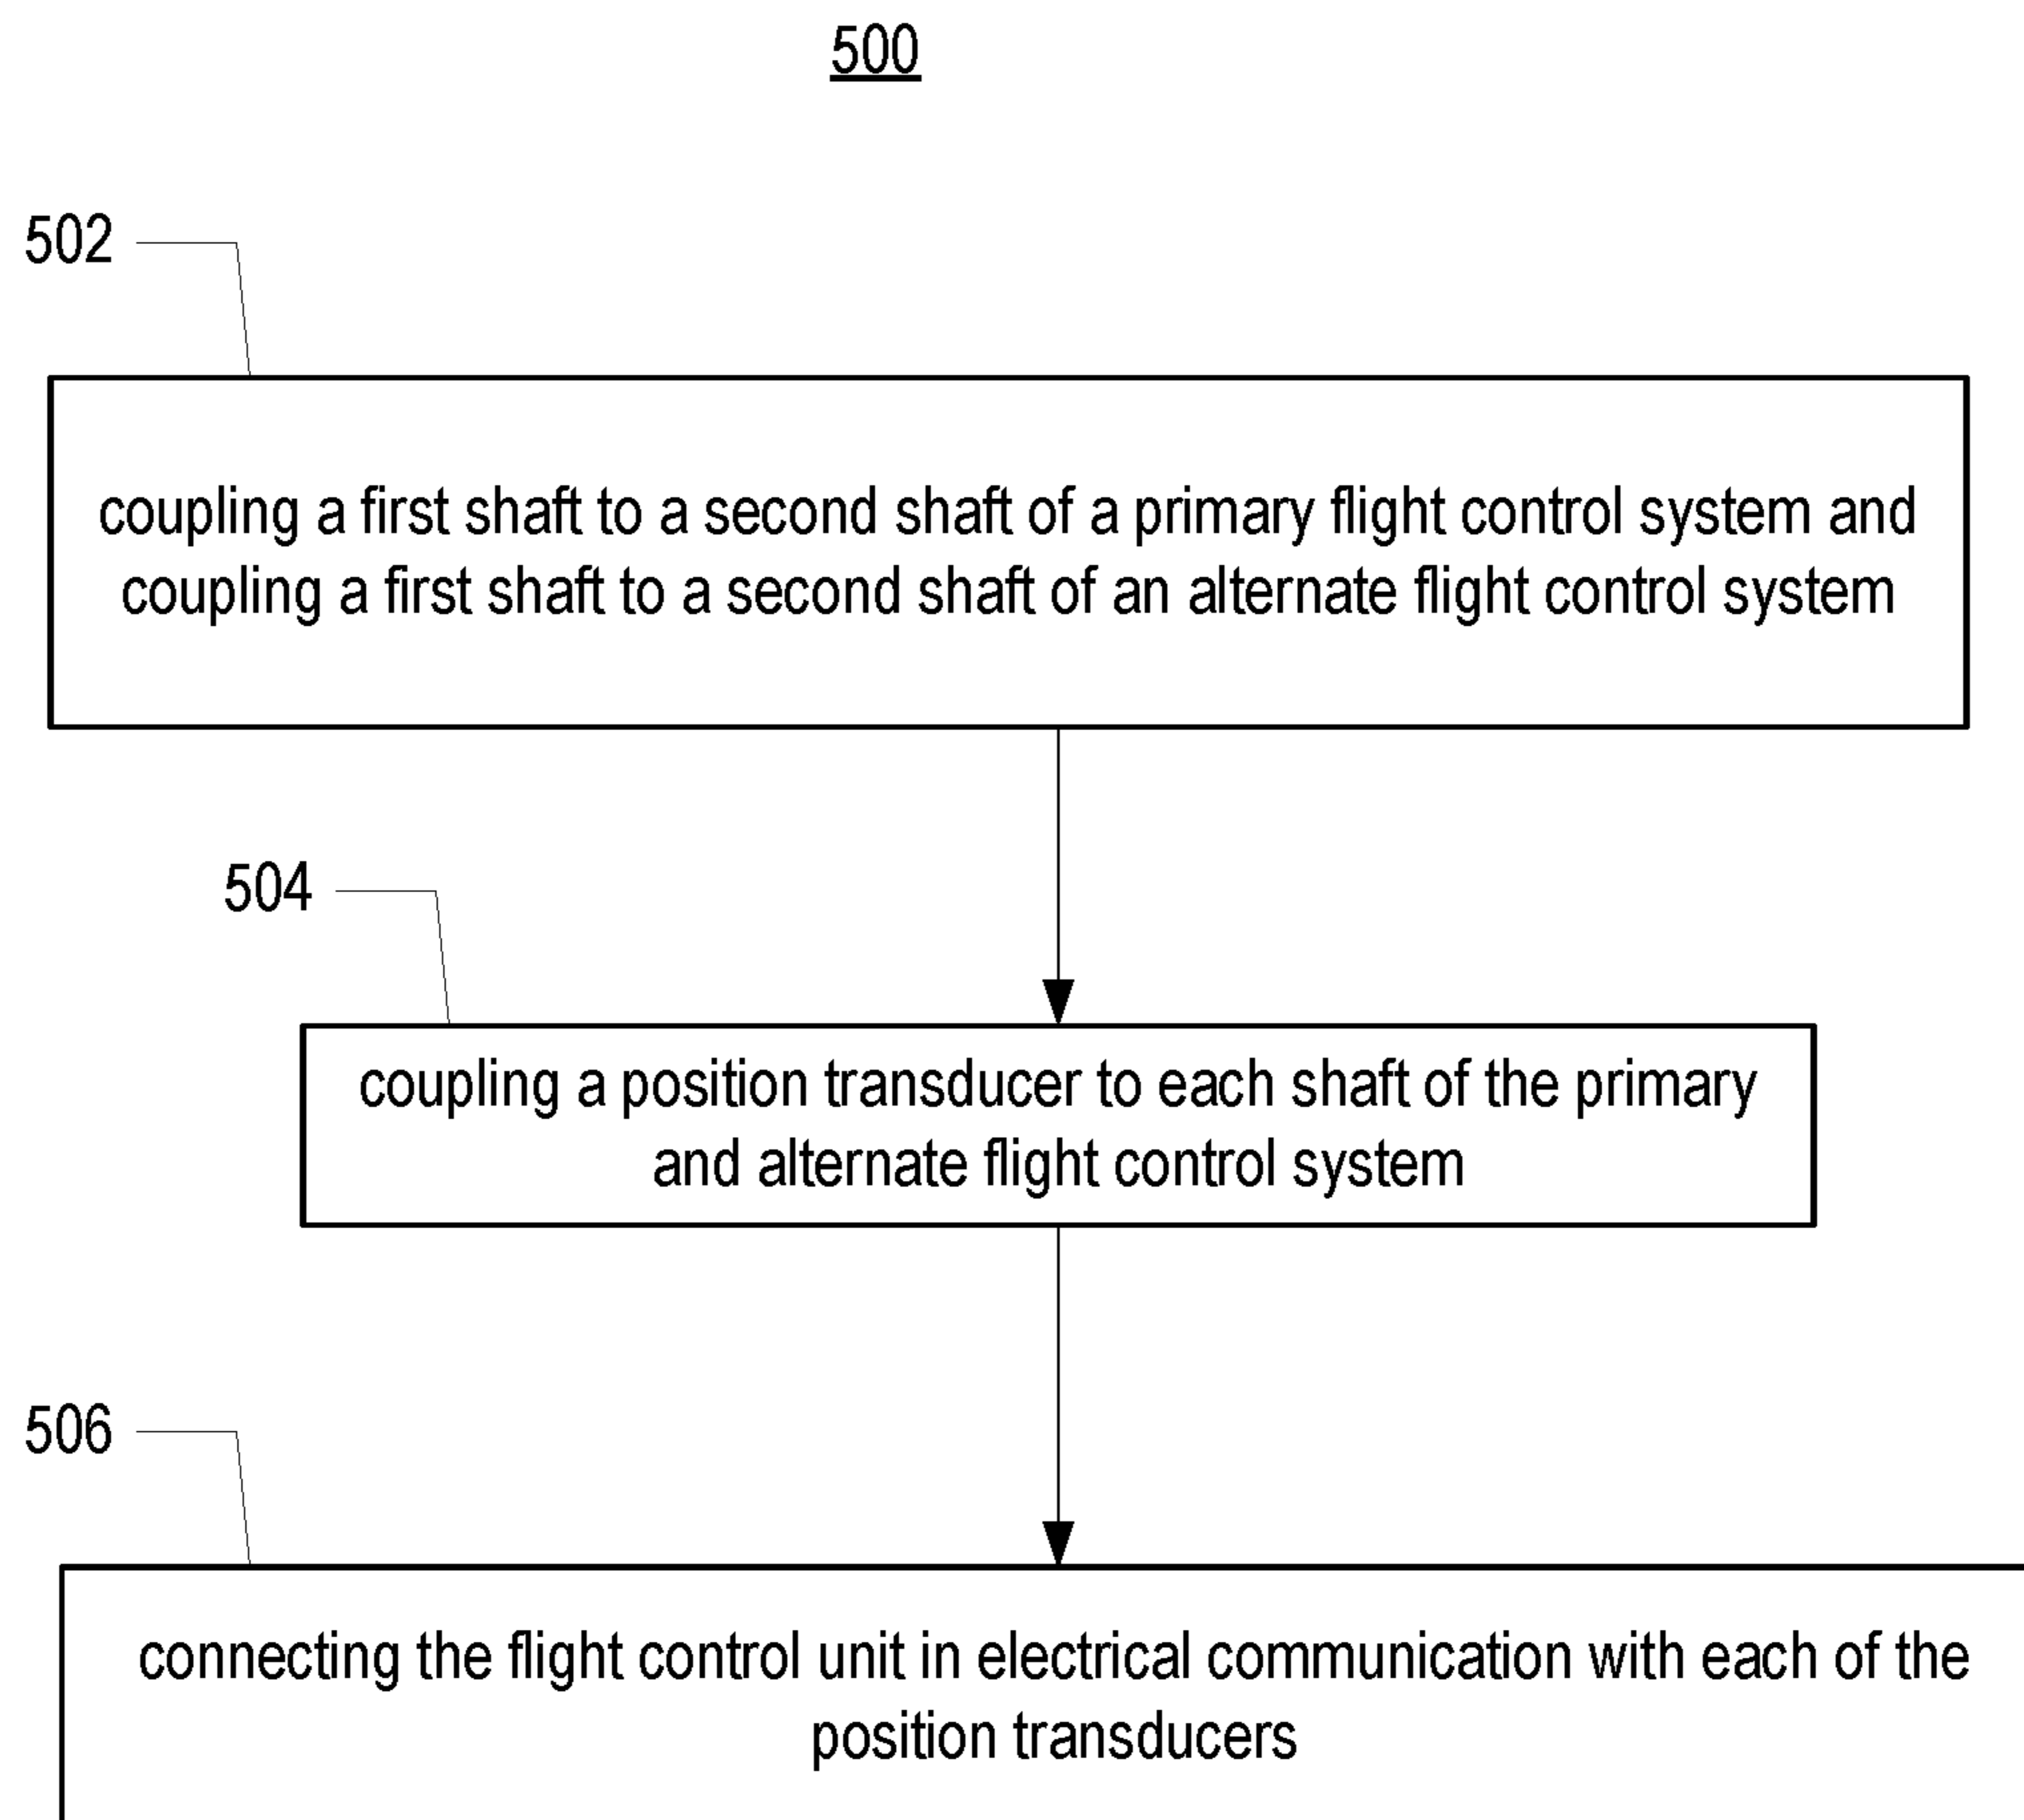 500
502
coupling a first shaft to a second shaft of a primary flight control system and
coupling a first shaft to a second shaft of an alternate flight control system
504
coupling a position transducer to each shaft of the primary
and alternate flight control system
506
connecting the flight control unit in electrical communication with each of the
position transducers